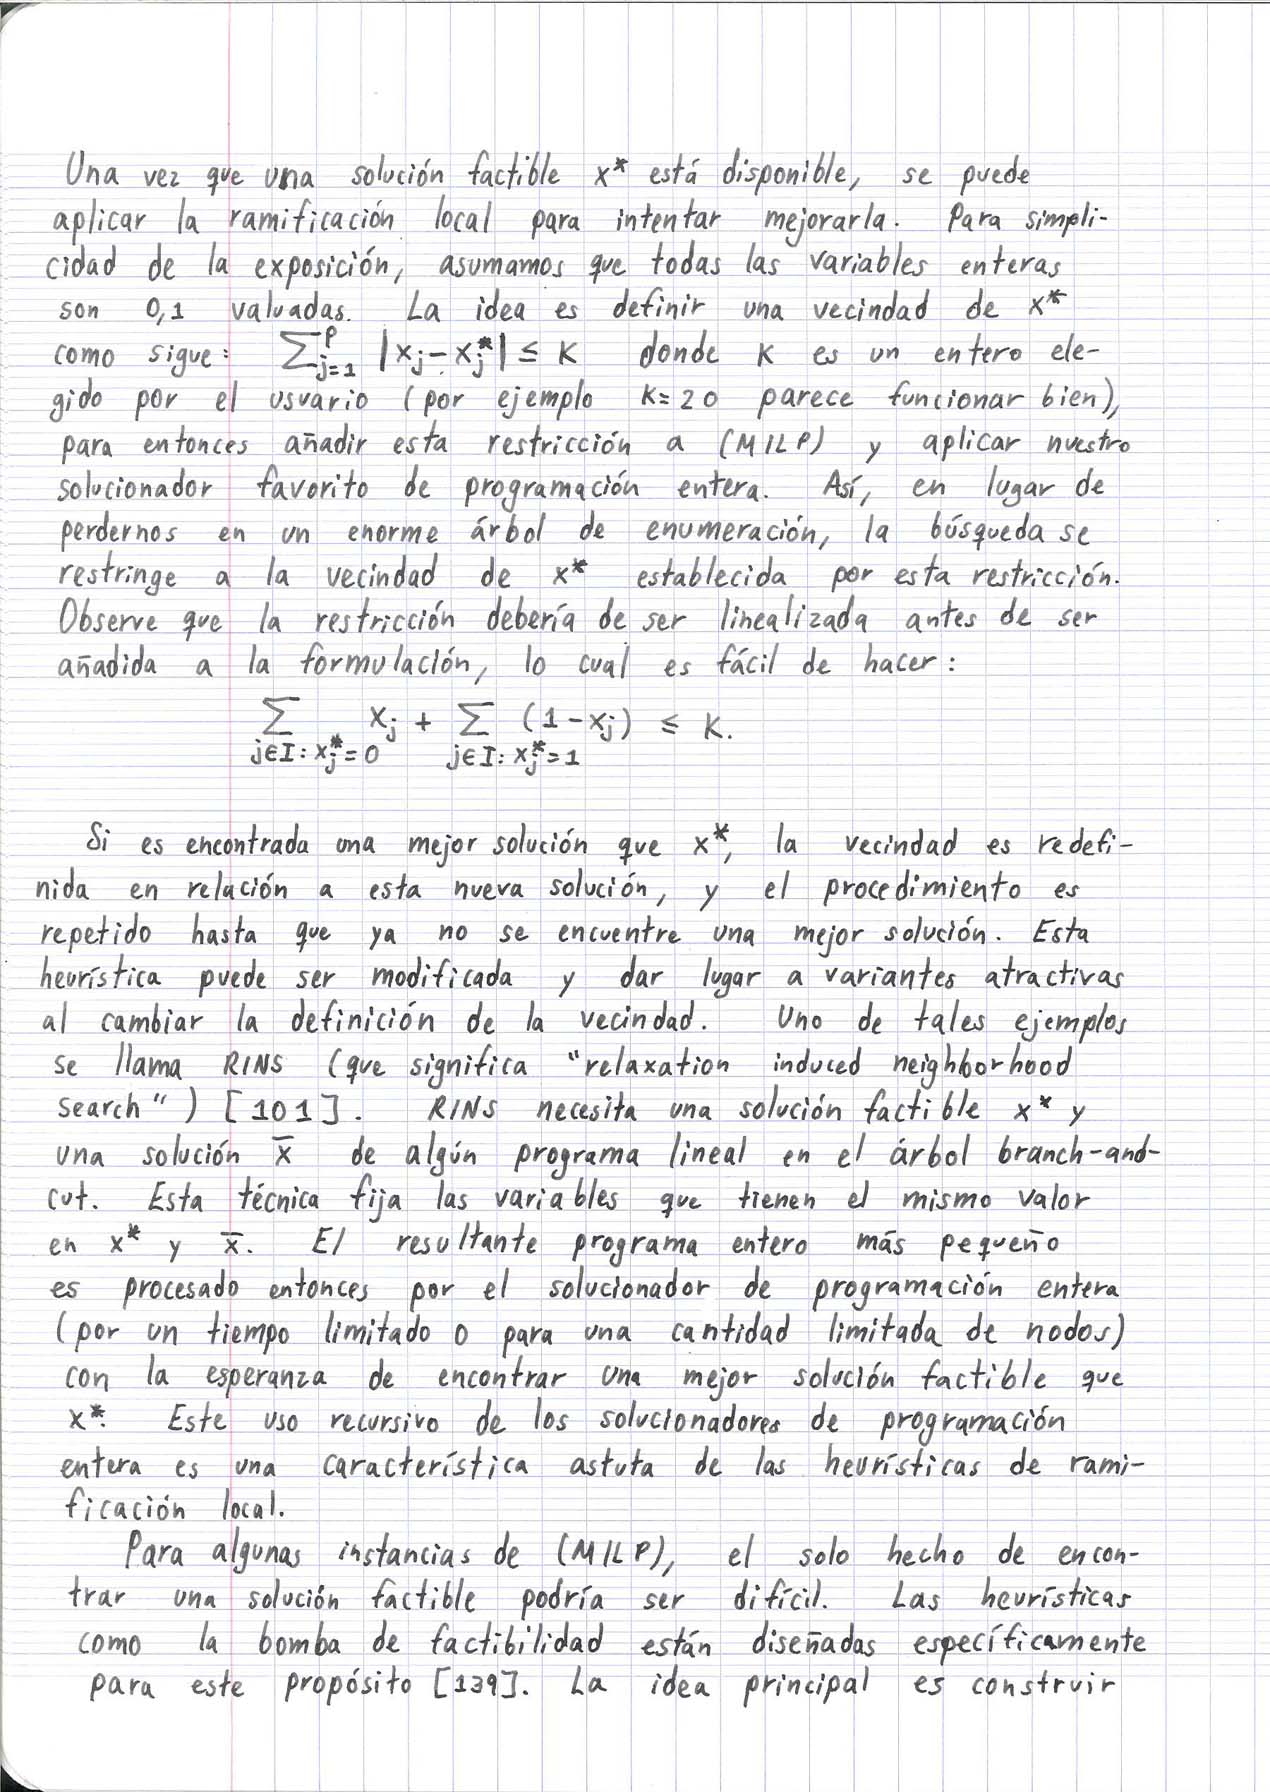 Una vez que una solución factible x* está disponible, se puede
aplicar la ramificación local para intentar mejorarla. Para simpli-
cidad de la exposición, asumamos que todas las variables enteras
son 0,1 valuadas. La idea es definir una vecindad de x*
como sigue: ∑_{j=1}^{p} |x_j - x_j^*| ≤ K donde K es un entero ele-
gido por el usuario (por ejemplo K=20 parece funcionar bien),
para entonces añadir esta restricción a (MILP) y aplicar nuestro
solucionador favorito de programación entera. Así, en lugar de
perdernos en un enorme árbol de enumeración, la búsqueda se
restringe a la vecindad de x* establecida por esta restricción.
Observe que la restricción debería de ser linealizada antes de ser
añadida a la formulación, lo cual es fácil de hacer:
∑_{j∈I: x_j^*=0} x_j + ∑_{j∈I: x_j^*=1} (1-x_j) ≤ K.
Si es encontrada una mejor solución que x*, la vecindad es redefi-
nida en relación a esta nueva solución, y el procedimiento es
repetido hasta que ya no se encuentre una mejor solución. Esta
heurística puede ser modificada y dar lugar a variantes atractivas
al cambiar la definición de la vecindad. Uno de tales ejemplos
se llama RINS (que significa "relaxation induced neighborhood
search") [101]. RINS necesita una solución factible x* y
una solución x̅ de algún programa lineal en el árbol branch-and-
cut. Esta técnica fija las variables que tienen el mismo valor
en x* y x̅. El resultante programa entero más pequeño
es procesado entonces por el solucionador de programación entera
(por un tiempo limitado o para una cantidad limitada de nodos)
con la esperanza de encontrar una mejor solución factible que
x*. Este uso recursivo de los solucionadores de programación
entera es una característica astuta de las heurísticas de rami-
ficación local.
Para algunas instancias de (MILP), el solo hecho de encon-
trar una solución factible podría ser difícil. Las heurísticas
como la bomba de factibilidad están diseñadas específicamente
para este propósito [139]. La idea principal es construir